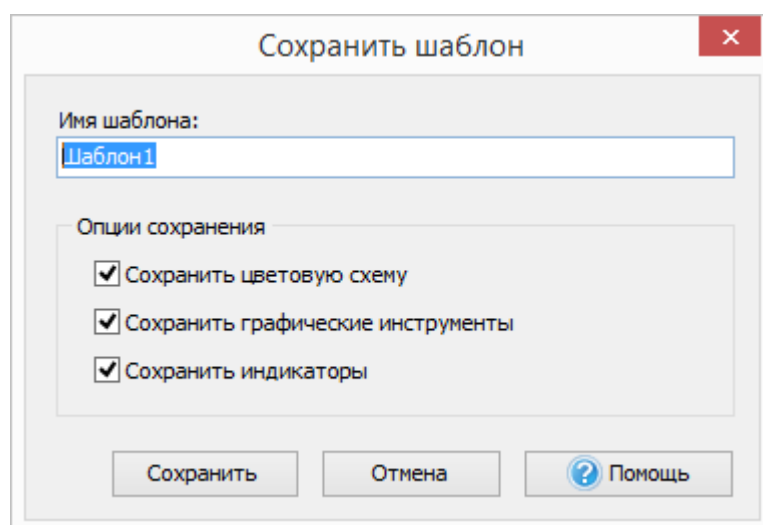 Сохранить шаблон
Имя шаблона:
Шаблон1
Опции сохранения
Сохранить цветовую схему
Сохранить графические инструменты
Сохранить индикаторы
Сохранить Отмена Помощь